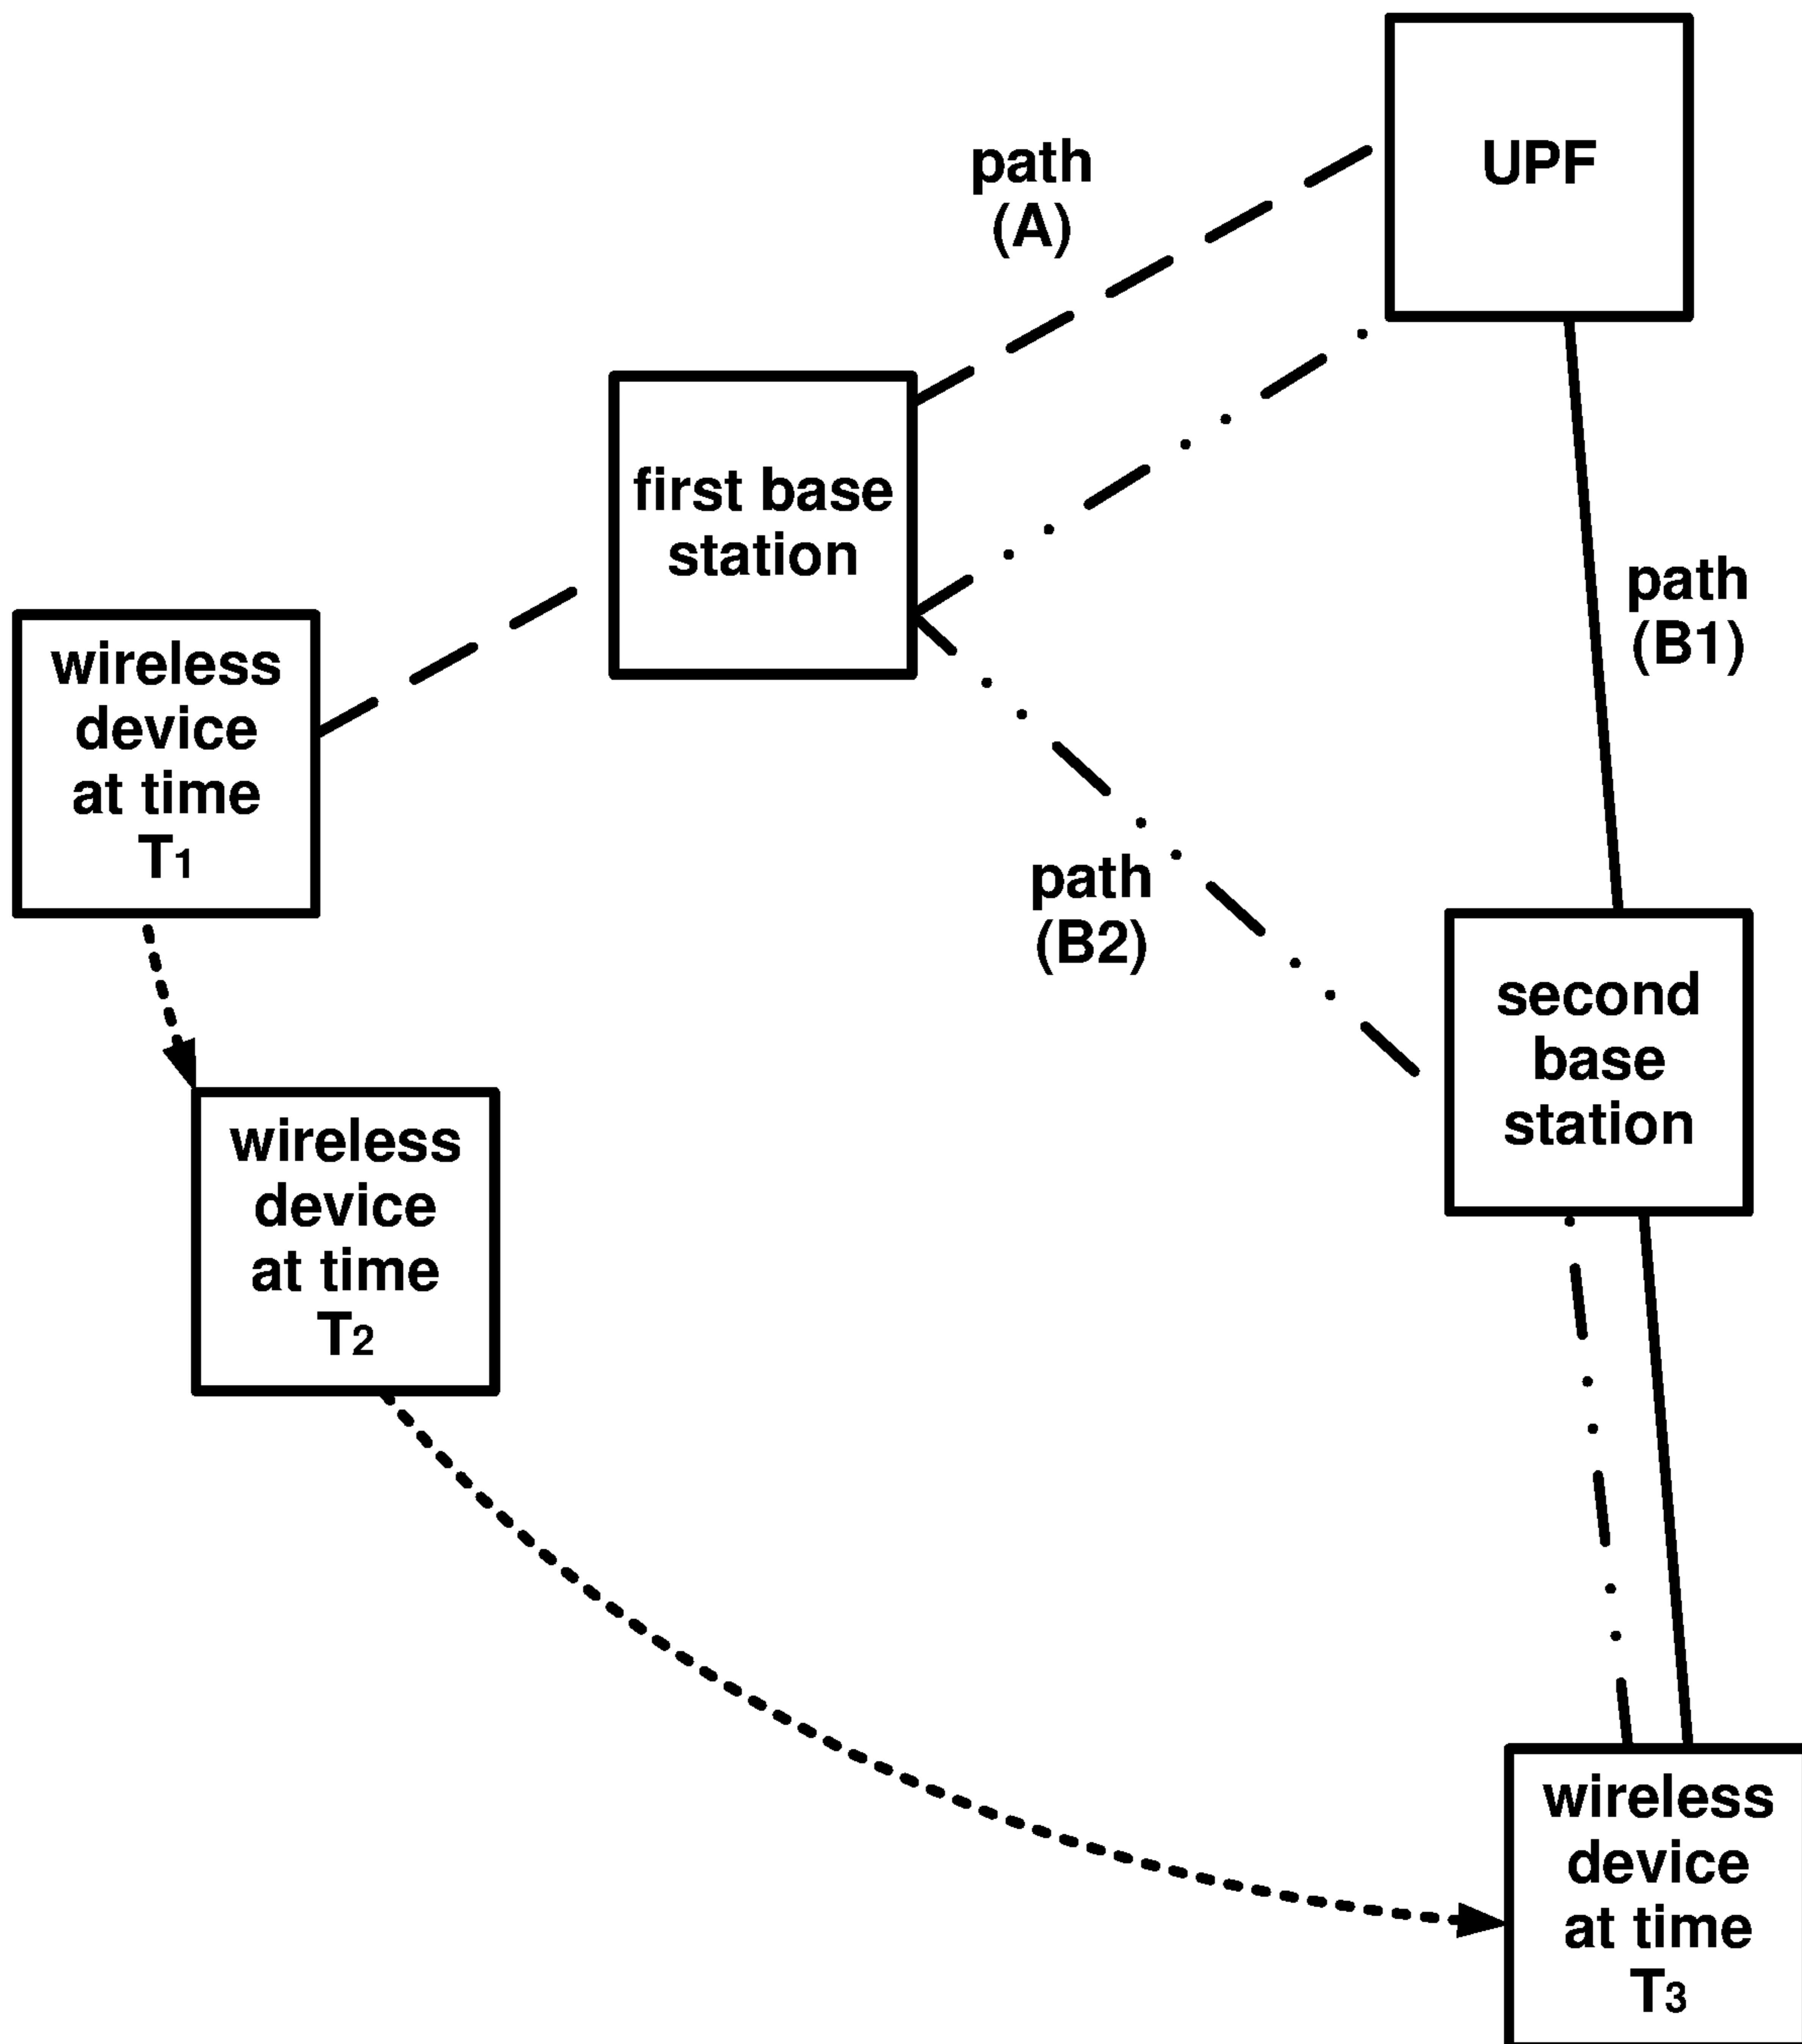 UPF
path
(A)
first base
station
path
(B1)
wireless
device
at time
T1
path
(B2)
second
base
station
wireless
device
at time
T2
wireless
device
at time
T3